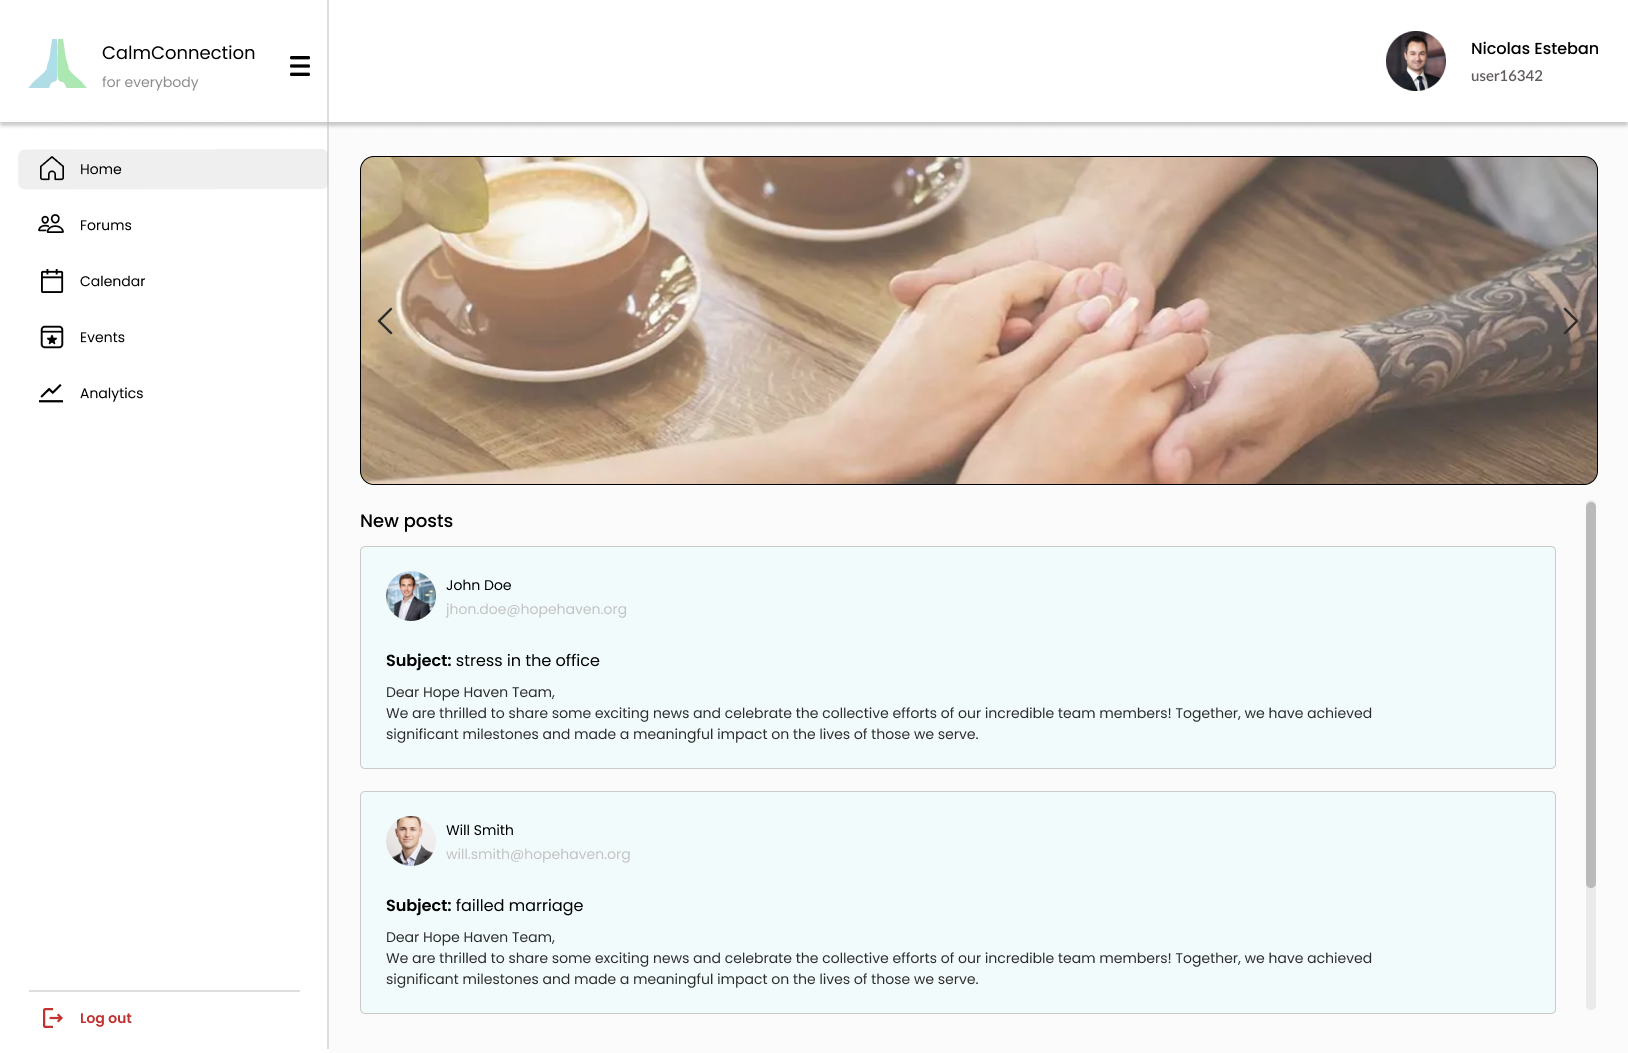 CalmConnection
for everybody
Nicolas Esteban
user16342
Home
Forums
Calendar
Events
Analytics
Log out
New posts
John Doe
jhon.doe@hopehaven.org
Subject: stress in the office
Dear Hope Haven Team,
We are thrilled to share some exciting news and celebrate the collective efforts of our incredible team members! Together, we have achieved
significant milestones and made a meaningful impact on the lives of those we serve.
Will Smith
will.smith@hopehaven.org
Subject: failled marriage
Dear Hope Haven Team,
We are thrilled to share some exciting news and celebrate the collective efforts of our incredible team members! Together, we have achieved
significant milestones and made a meaningful impact on the lives of those we serve.